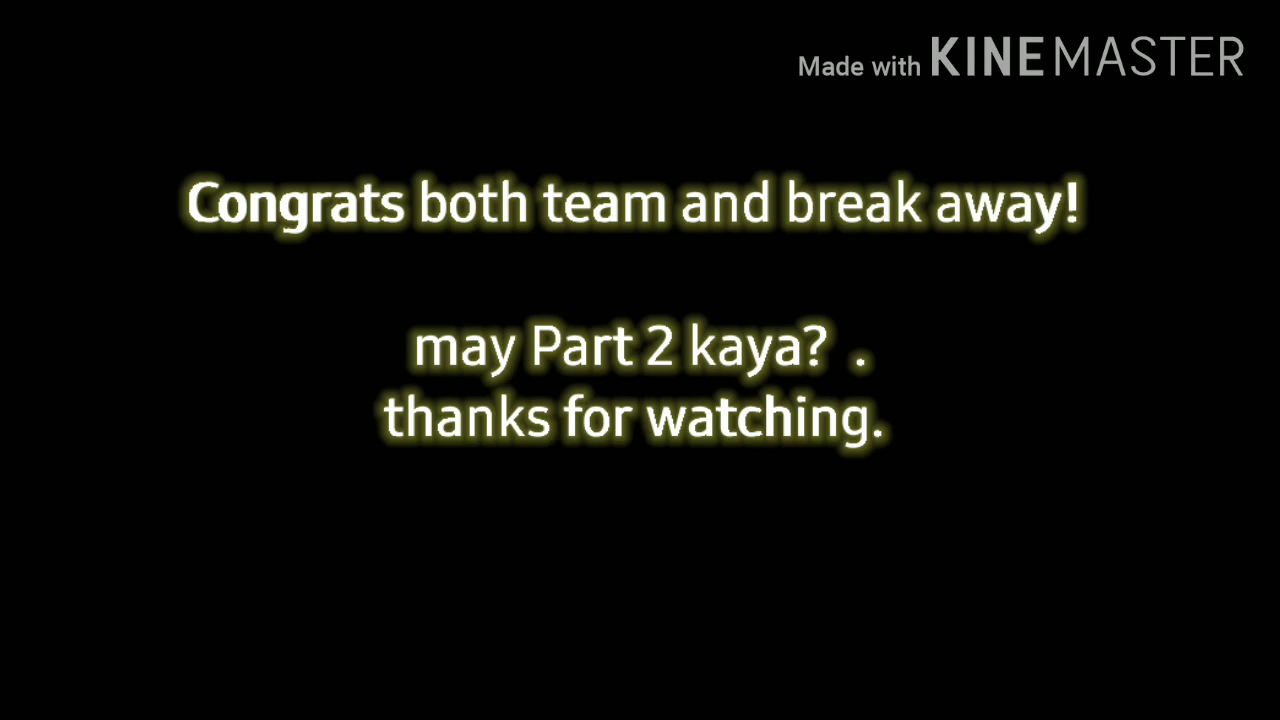 Made with KINEMASTER
Congrats both team and break away!
may Part 2 kaya?  .
thanks for watching.